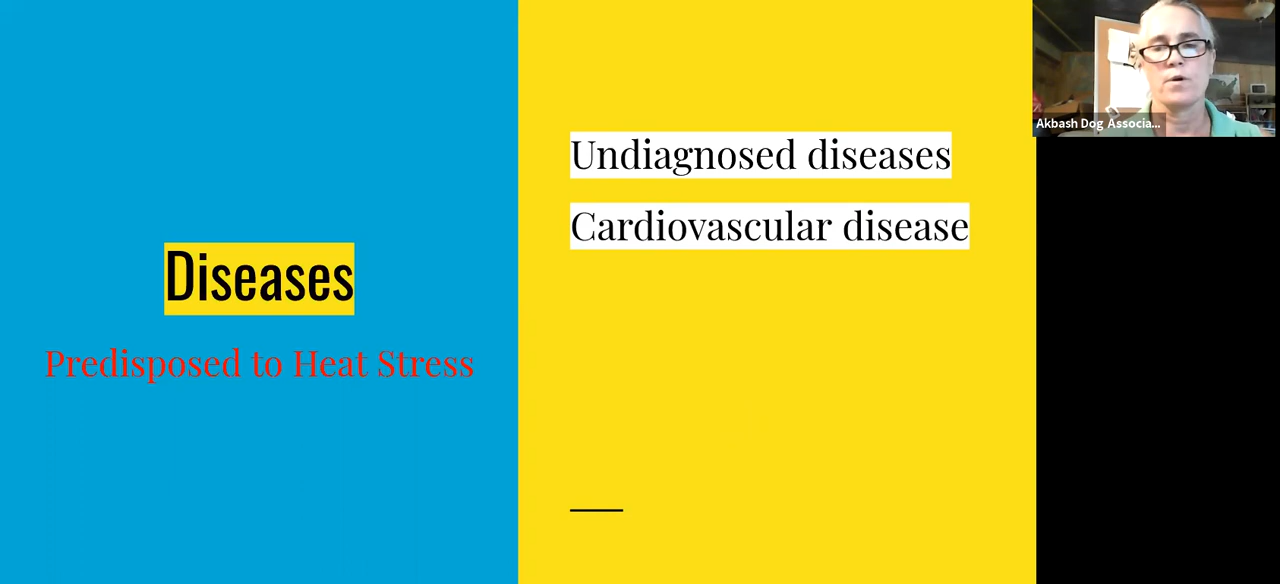 Diseases
Predisposed to Heat Stress
Undiagnosed diseases
Cardiovascular disease
Akbash Dog Associa...